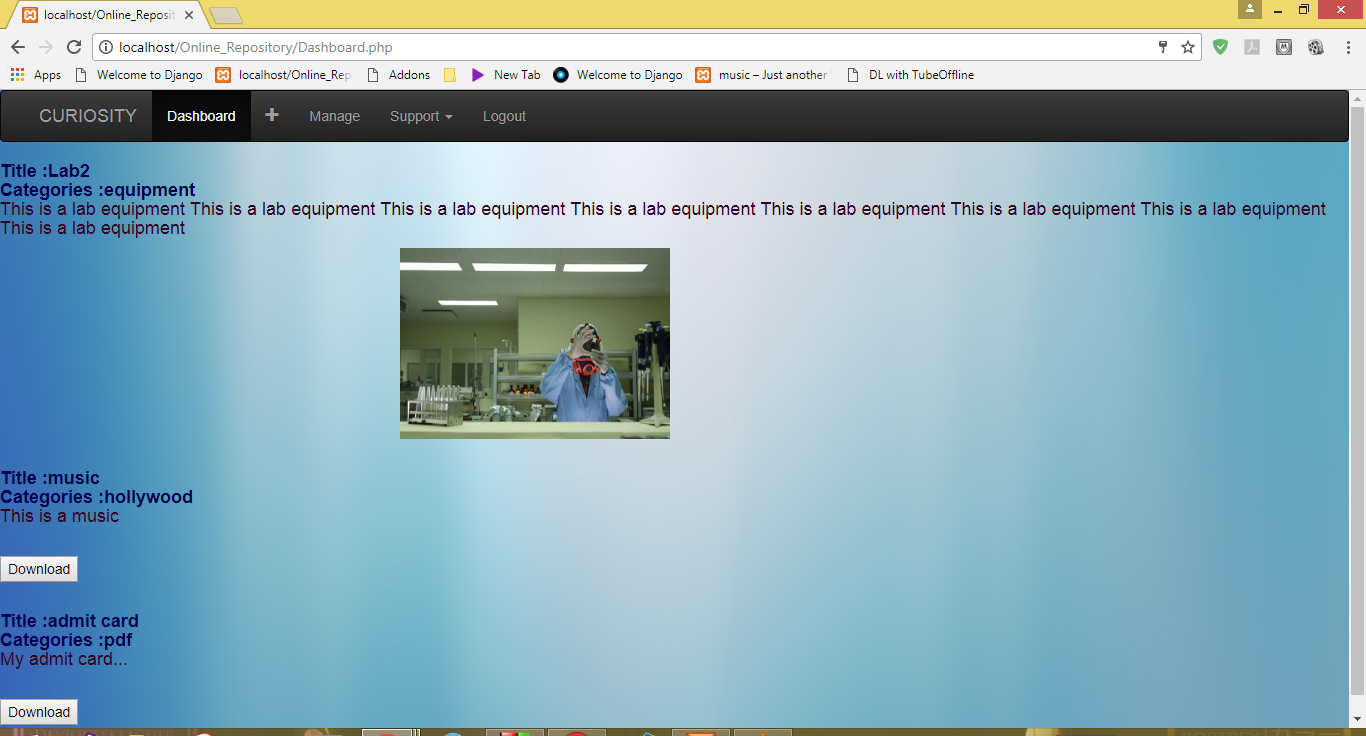 localhost/Online_Reposit
localhost/Online_Repository/Dashboard.php
Apps Welcome to Django localhost/Online_Rep Addons New Tab Welcome to Django music – Just another DL with TubeOffline
CURIOSITY Dashboard + Manage Support Logout
Title :Lab2
Categories :equipment
This is a lab equipment This is a lab equipment This is a lab equipment This is a lab equipment This is a lab equipment This is a lab equipment This is a lab equipment
This is a lab equipment
Title :music
Categories :hollywood
This is a music
Download
Title :admit card
Categories :pdf
My admit card...
Download